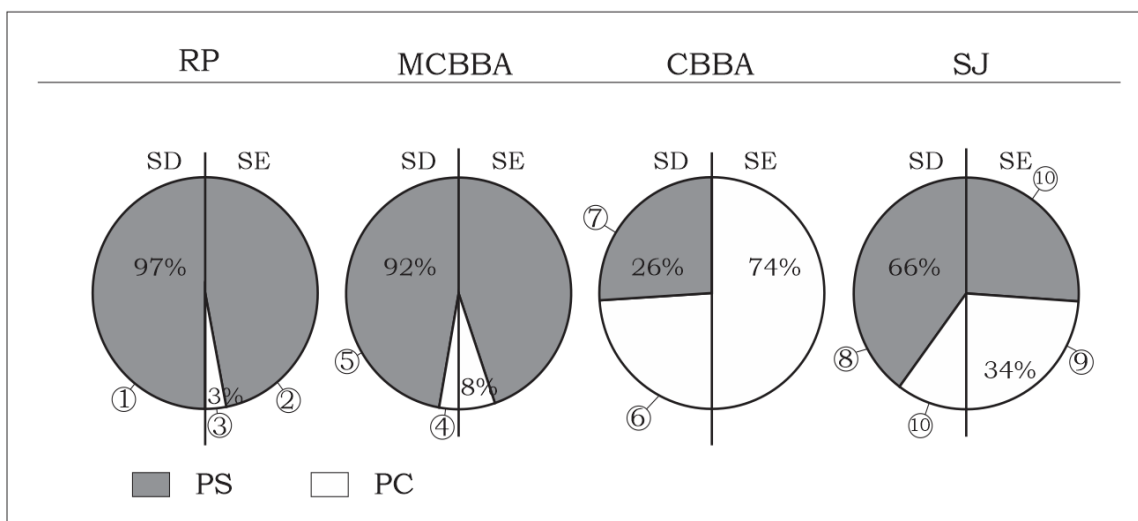 RP MCBBA CBBA SJ
SD SE SD SE SD SE SD SE
⑩
⑦
97% 92% 26% 74% 66%
⑤ ⑧ ⑨
34%
3% 8%
① ② ⑥ ⑩
③ ④
PS PC